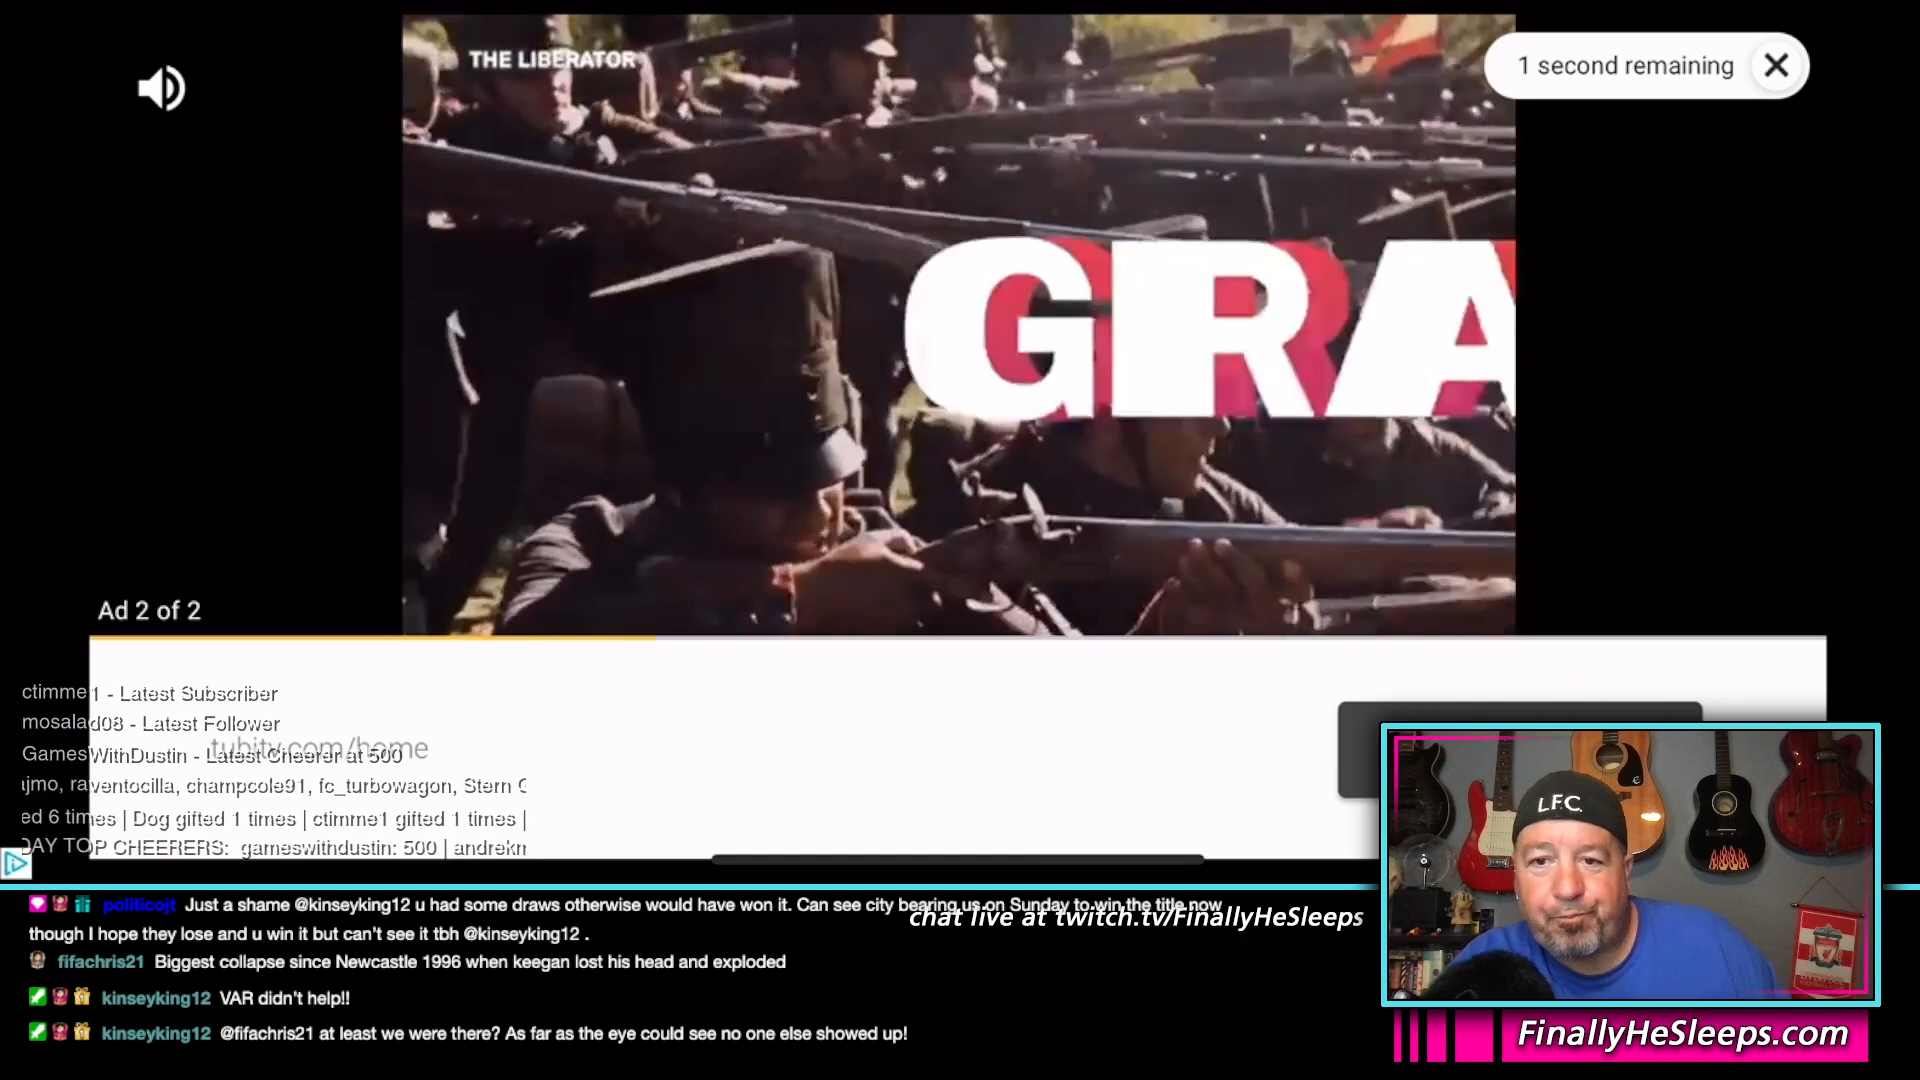 THE LIBERATOR
1 second remaining
GRA
Ad 2 of 2
ctimme1 - Latest Subscriber
mosalad08 - Latest Follower
tubitv.com/home
GamesWithDustin - Latest Cheerer at 500
ajmo, raventocilla, champcole91, fc_turbowagon, Stern G
ed 6 times | Dog gifted 1 times | ctimme1 gifted 1 times |
DAY TOP CHEERERS: gameswithdustin: 500 | andrekm
L.F.C.
politicojt Just a shame @kinseyking12 u had some draws otherwise would have won it. Can see city bearing us on Sunday to win the title now
though I hope they lose and u win it but can't see it tbh @kinseyking12 .
chat live at twitch.tv/FinallyHeSleeps
fifachris21 Biggest collapse since Newcastle 1996 when keegan lost his head and exploded
kinseyking12 VAR didn't help!!
kinseyking12 @fifachris21 at least we were there? As far as the eye could see no one else showed up!
FinallyHeSleeps.com